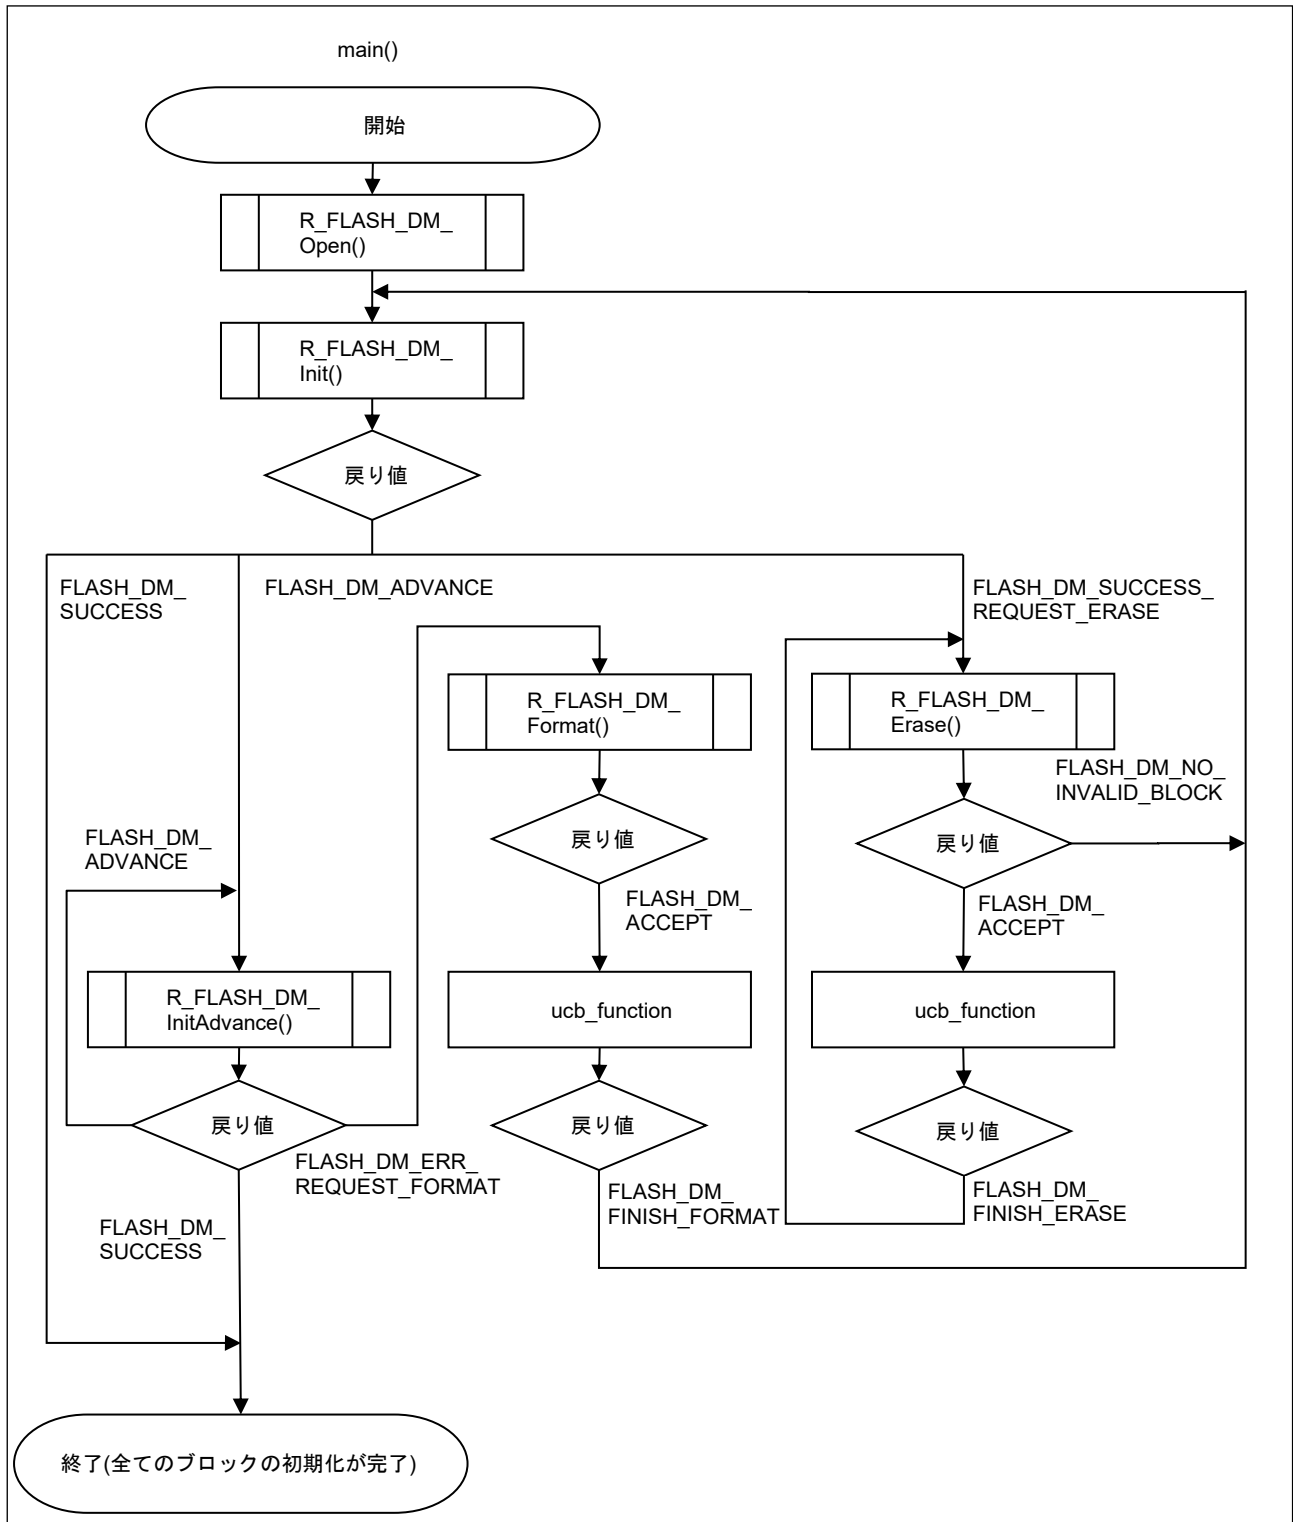 main()
開始
R_FLASH_DM_
Open()
R_FLASH_DM_
Init()
戻り値
FLASH_DM_
SUCCESS
FLASH_DM_ADVANCE
FLASH_DM_SUCCESS_
REQUEST_ERASE
R_FLASH_DM_
Format()
R_FLASH_DM_
Erase()
FLASH_DM_NO_
INVALID_BLOCK
戻り値
戻り値
FLASH_DM_
ADVANCE
FLASH_DM_
ACCEPT
FLASH_DM_
ACCEPT
R_FLASH_DM_
InitAdvance()
ucb_function
ucb_function
戻り値
戻り値
戻り値
FLASH_DM_ERR_
REQUEST_FORMAT
FLASH_DM_
FINISH_FORMAT
FLASH_DM_
FINISH_ERASE
FLASH_DM_
SUCCESS
終了(全てのブロックの初期化が完了)